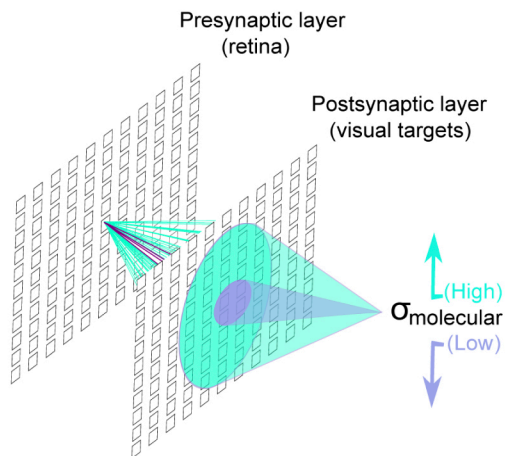 Presynaptic layer
(retina)
Postsynaptic layer
(visual targets)
(High)
σmolecular
(Low)